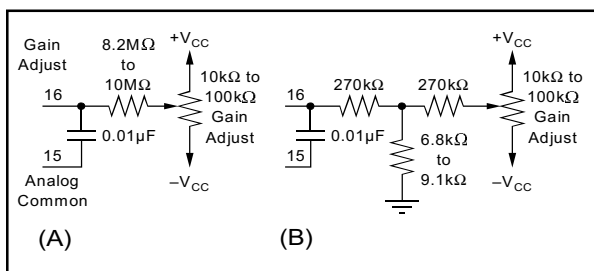 Gain
Adjust
8.2MΩ
to
10MΩ
+VCC
10kΩ to
100kΩ
Gain
Adjust
16
0.01µF
15
Analog
Common
–VCC
(A)
+VCC
270kΩ
270kΩ
10kΩ to
100kΩ
Gain
Adjust
16
0.01µF
6.8kΩ
to
9.1kΩ
15
–VCC
(B)